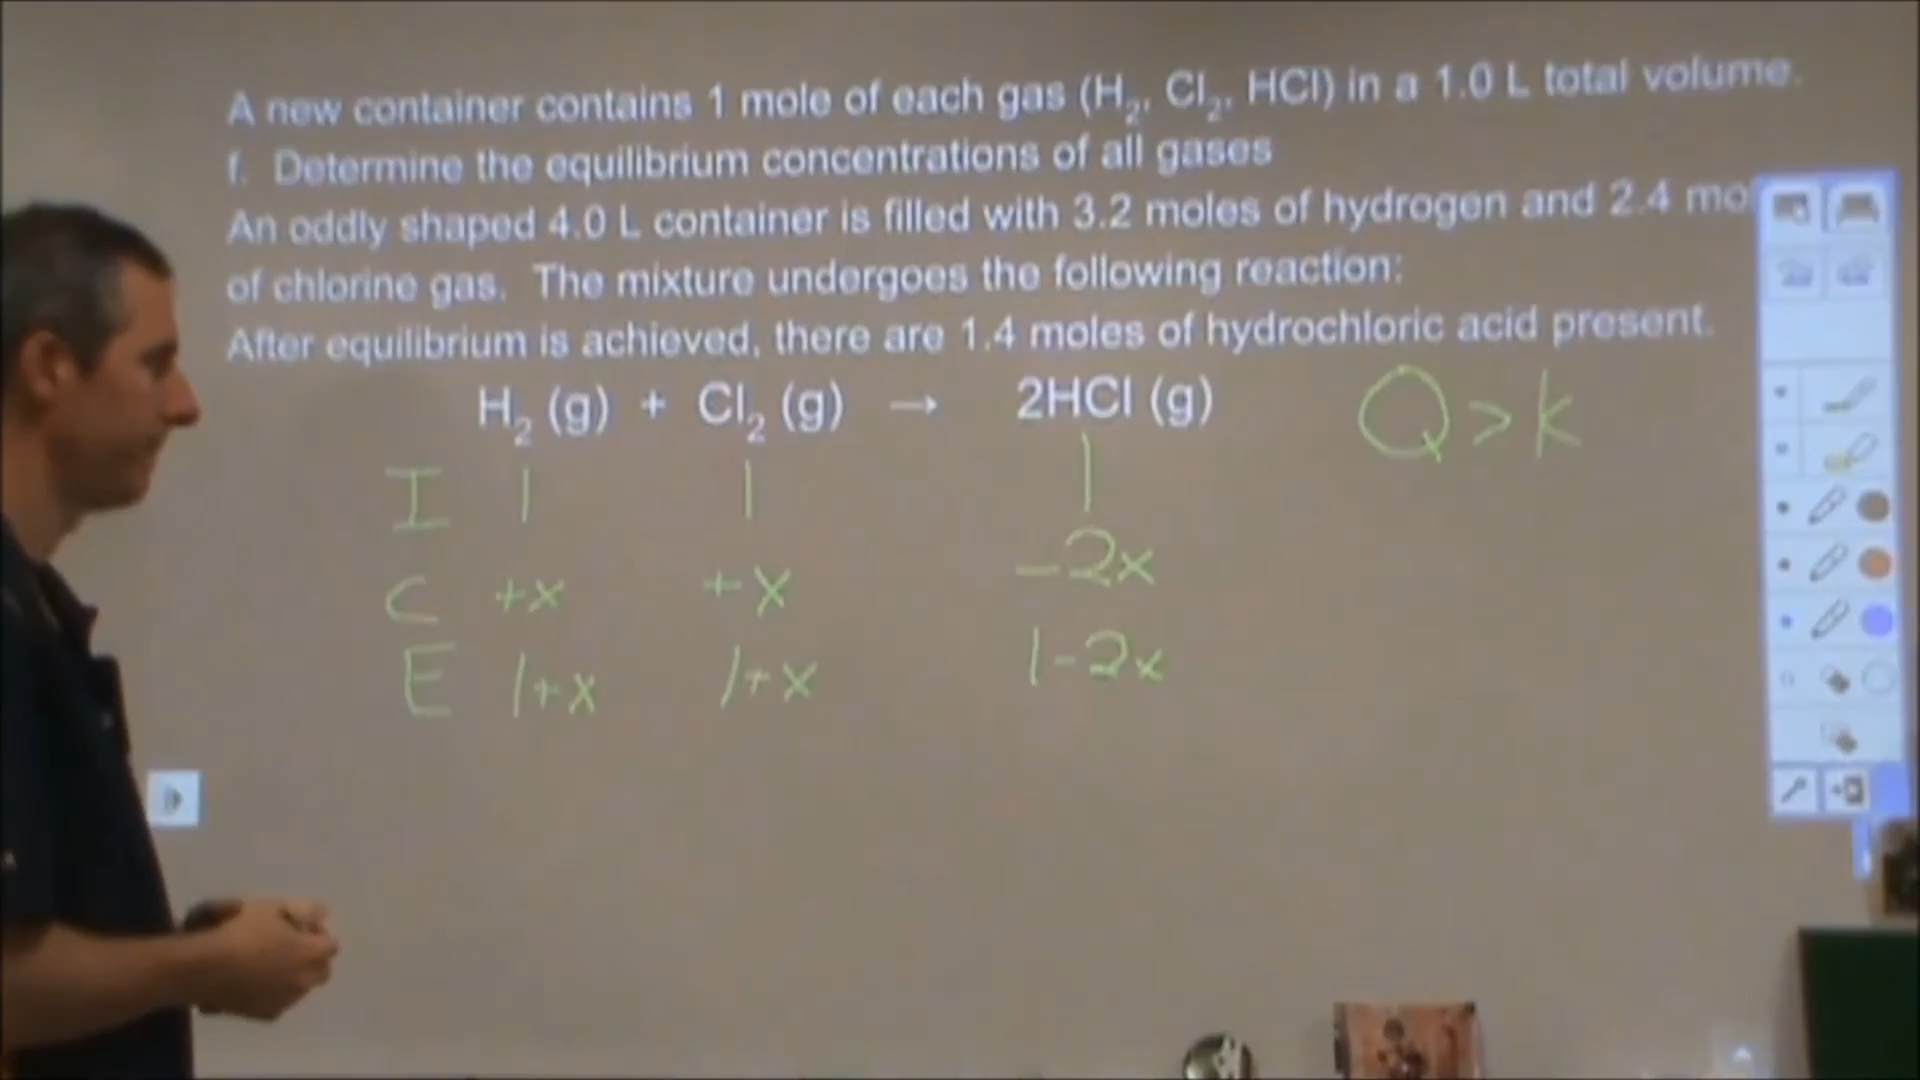 A new container contains 1 mole of each gas (H₂, Cl₂, HCl) in a 1.0 L total volume.
f. Determine the equilibrium concentrations of all gases
An oddly shaped 4.0 L container is filled with 3.2 moles of hydrogen and 2.4 mo
of chlorine gas. The mixture undergoes the following reaction:
After equilibrium is achieved, there are 1.4 moles of hydrochloric acid present.
H₂ (g) + Cl₂ (g) → 2HCl (g) Q > k
I 1 1 1
C +x +x -2x
E 1+x 1+x 1-2x